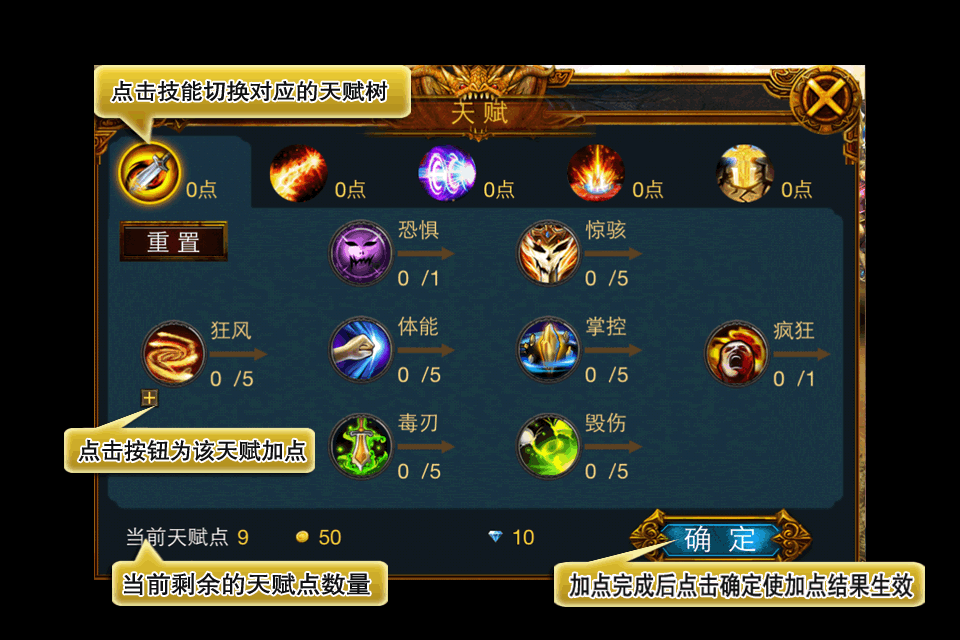 点击技能切换对应的天赋树
天赋
0点
0点
0点
0点
0点
重置
恐惧
0 /1
惊骇
0 /5
狂风
0 /5
体能
0 /5
掌控
0 /5
疯狂
0 /1
毒刃
0 /5
毁伤
0 /5
点击按钮为该天赋加点
当前天赋点 9
50
10
确定
当前剩余的天赋点数量
加点完成后点击确定使加点结果生效